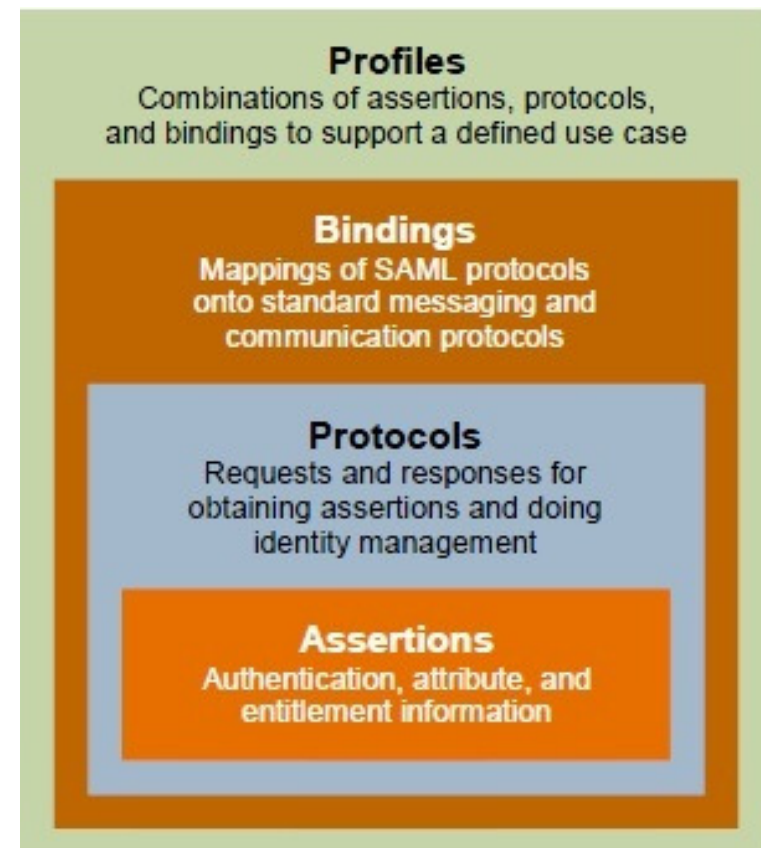 Profiles
Combinations of assertions, protocols,
and bindings to support a defined use case
Bindings
Mappings of SAML protocols
onto standard messaging and
communication protocols
Protocols
Requests and responses for
obtaining assertions and doing
identity management
Assertions
Authentication, attribute, and
entitlement information